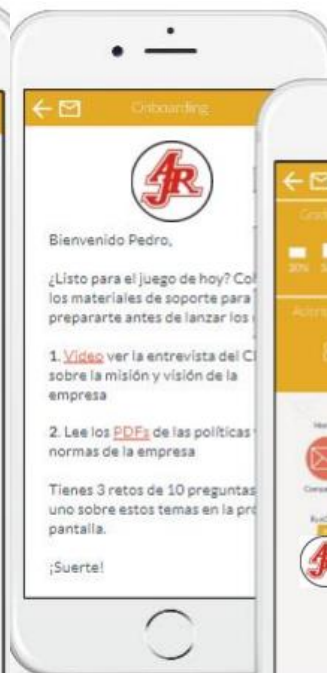 Onboarding
AJR
Bienvenido Pedro,
¿Listo para el juego de hoy?
los materiales de soporte para
prepararte antes de lanzar los
1. Video ver la entrevista del
sobre la misión y visión de la
empresa
2. Lee los PDFs de las políticas
normas de la empresa
Tienes 3 retos de 10 preguntas
uno sobre estos temas en la
pantalla.
¡Suerte!
30%